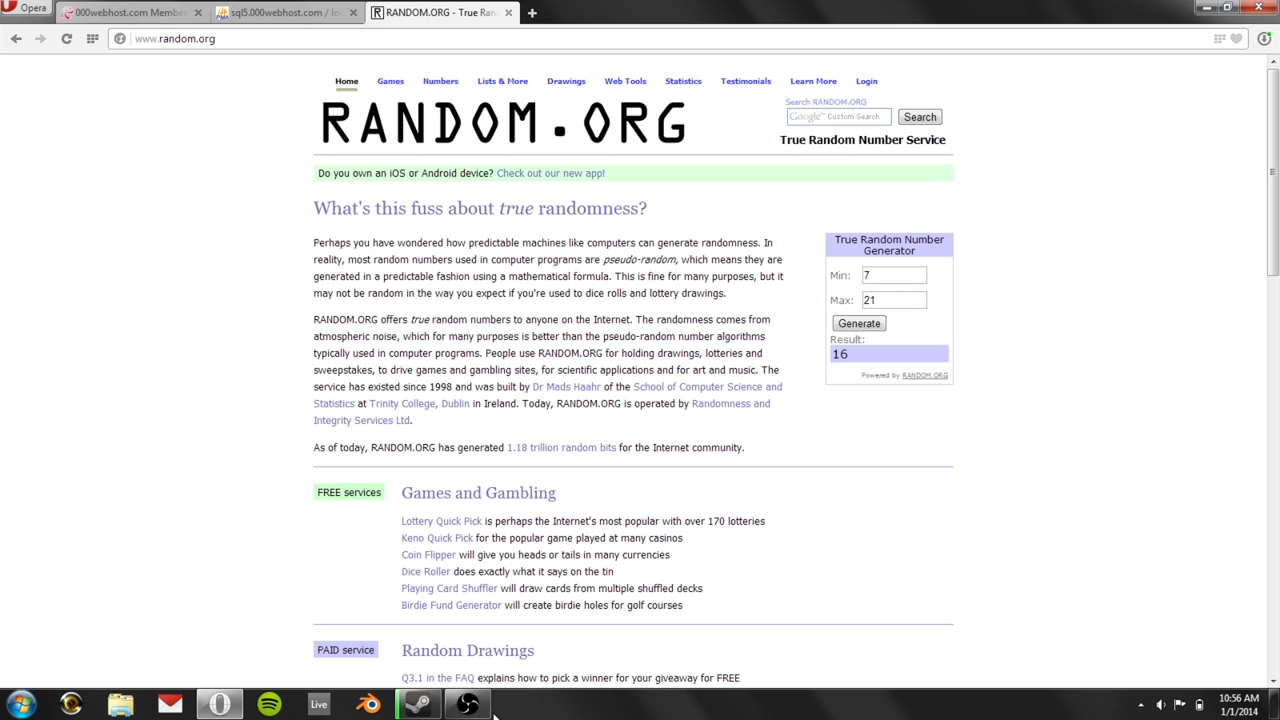 Opera
000webhost.com Memb
sql5.000webhost.com / lo
RANDOM.ORG - True Ran
www.random.org
Home Games Numbers Lists & More Drawings Web Tools Statistics Testimonials Learn More Login
Search RANDOM.ORG
RANDOM.ORG
Google™ Custom Search Search
True Random Number Service
Do you own an iOS or Android device? Check out our new app!
What's this fuss about true randomness?
Perhaps you have wondered how predictable machines like computers can generate randomness. In
reality, most random numbers used in computer programs are pseudo-random, which means they are
generated in a predictable fashion using a mathematical formula. This is fine for many purposes, but it
may not be random in the way you expect if you're used to dice rolls and lottery drawings.
RANDOM.ORG offers true random numbers to anyone on the Internet. The randomness comes from
atmospheric noise, which for many purposes is better than the pseudo-random number algorithms
typically used in computer programs. People use RANDOM.ORG for holding drawings, lotteries and
sweepstakes, to drive games and gambling sites, for scientific applications and for art and music. The
service has existed since 1998 and was built by Dr Mads Haahr of the School of Computer Science and
Statistics at Trinity College, Dublin in Ireland. Today, RANDOM.ORG is operated by Randomness and
Integrity Services Ltd.
As of today, RANDOM.ORG has generated 1.18 trillion random bits for the Internet community.
True Random Number
Generator
Min: 7
Max: 21
Generate
Result:
16
Powered by RANDOM.ORG
FREE services
Games and Gambling
Lottery Quick Pick is perhaps the Internet's most popular with over 170 lotteries
Keno Quick Pick for the popular game played at many casinos
Coin Flipper will give you heads or tails in many currencies
Dice Roller does exactly what it says on the tin
Playing Card Shuffler will draw cards from multiple shuffled decks
Birdie Fund Generator will create birdie holes for golf courses
PAID service
Random Drawings
Q3.1 in the FAQ explains how to pick a winner for your giveaway for FREE
Live
10:56 AM
1/1/2014